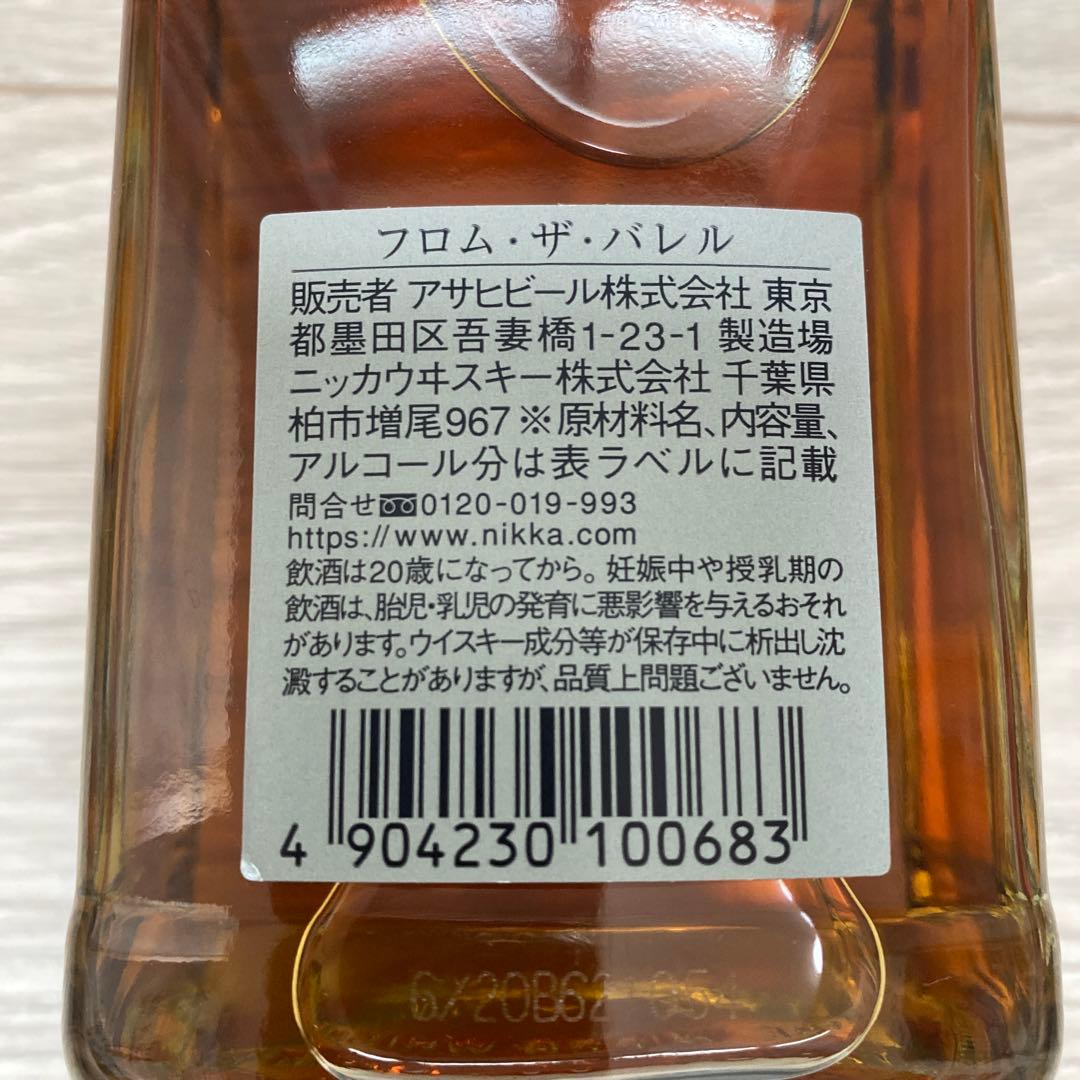 フロム・ザ・バレル
販売者 アサヒビール株式会社 東京
都墨田区吾妻橋1-23-1 製造場
ニッカウヰスキー株式会社 千葉県
柏市増尾967 ※原材料名、内容量、
アルコール分は表ラベルに記載
問合せ 0120-019-993
https://www.nikka.com
飲酒は20歳になってから。妊娠中や授乳期の
飲酒は、胎児・乳児の発育に悪影響を与えるおそれ
があります。ウイスキー成分等が保存中に析出し沈
澱することがありますが、品質上問題ございません。
4 904230 100683